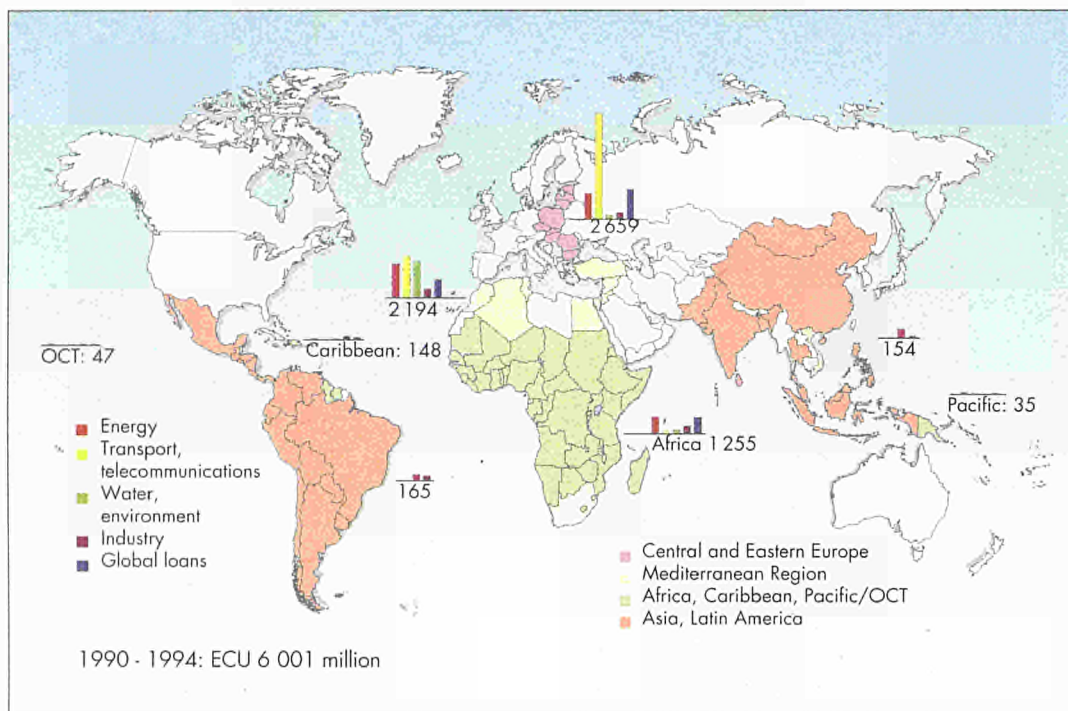 2 659
2 194
OCT: 47
Caribbean: 148
154
Pacific: 35
Africa 1 255
165
Energy
Transport,
telecommunications
Water,
environment
Industry
Global loans
Central and Eastern Europe
Mediterranean Region
Africa, Caribbean, Pacific/OCT
Asia, Latin America
1990 - 1994: ECU 6 001 million